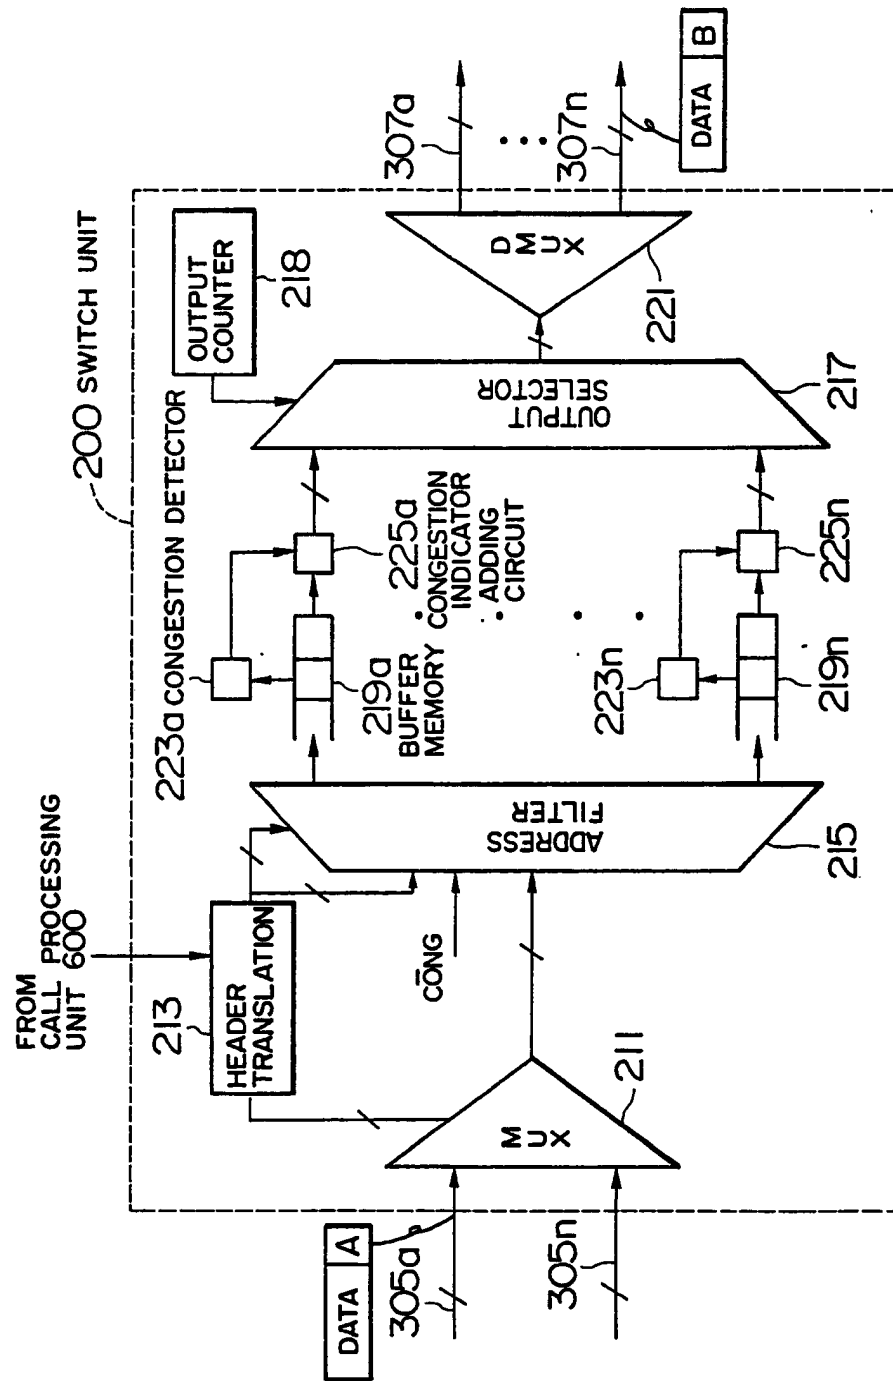 200 SWITCH UNIT
FROM
CALL PROCESSING
UNIT 600
213
HEADER
TRANSLATION
223a CONGESTION DETECTOR
OUTPUT
COUNTER
218
DATA A
305a
305n
MUX
211
CONG
ADDRESS
FILTER
215
219a
BUFFER
MEMORY
225a
CONGESTION
INDICATOR
ADDING
CIRCUIT
223n
219n
225n
OUTPUT
SELECTOR
217
DMUX
221
307a
307n
DATA B